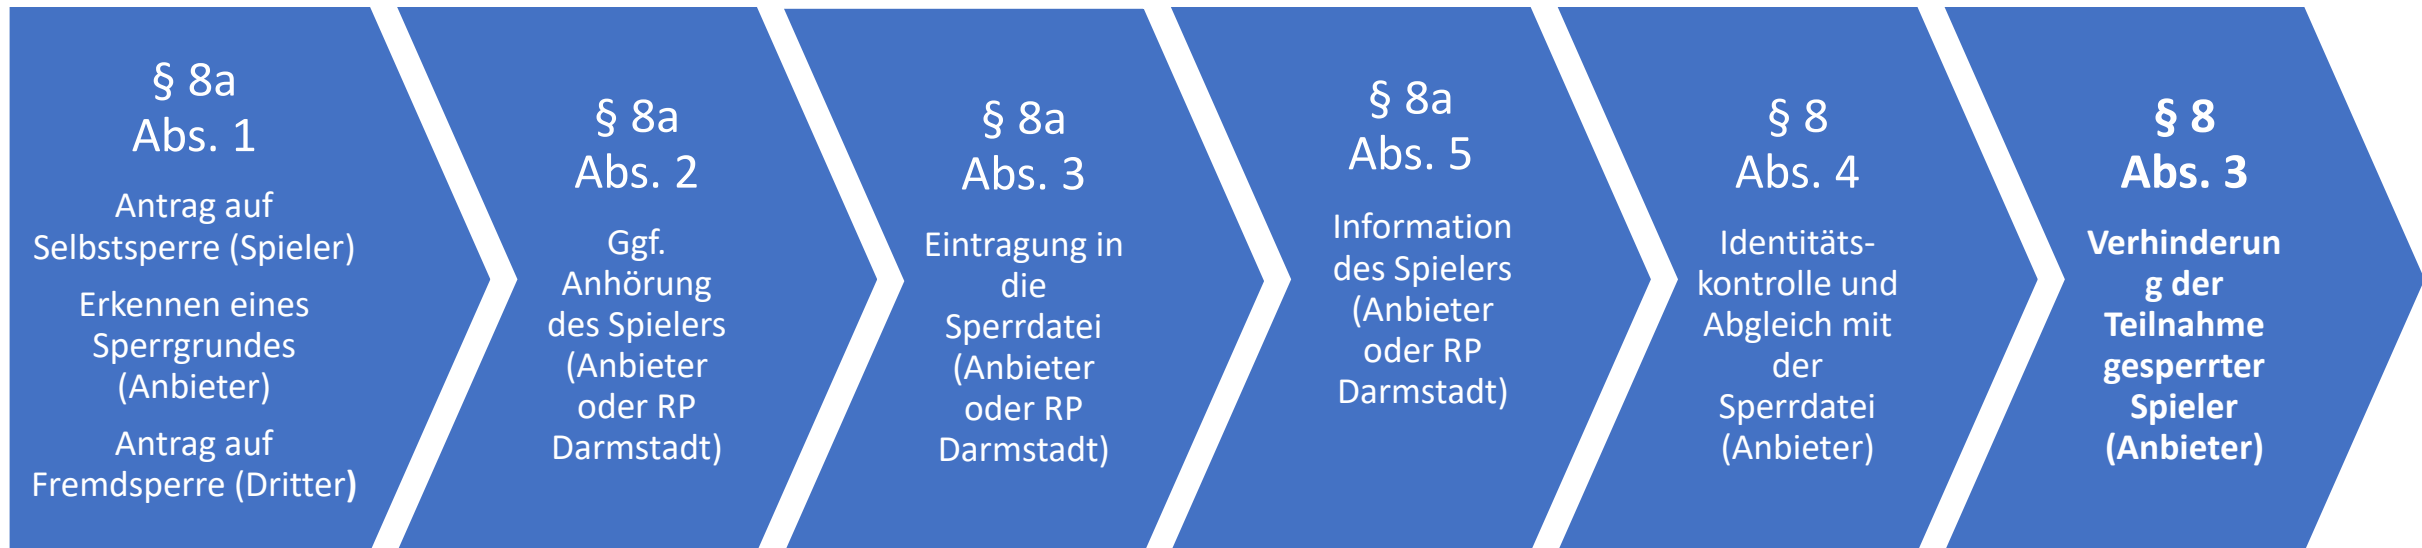 § 8a
Abs. 1
Antrag auf
Selbstsperre (Spieler)
Erkennen eines
Sperrgrundes
(Anbieter)
Antrag auf
Fremdsperre (Dritter)
§ 8a
Abs. 2
Ggf.
Anhörung
des Spielers
(Anbieter
oder RP
Darmstadt)
§ 8a
Abs. 3
Eintragung in
die
Sperrdatei
(Anbieter
oder RP
Darmstadt)
§ 8a
Abs. 5
Information
des Spielers
(Anbieter
oder RP
Darmstadt)
§ 8
Abs. 4
Identitäts-
kontrolle und
Abgleich mit
der
Sperrdatei
(Anbieter)
§ 8
Abs. 3
Verhinderun
g der
Teilnahme
gesperrter
Spieler
(Anbieter)